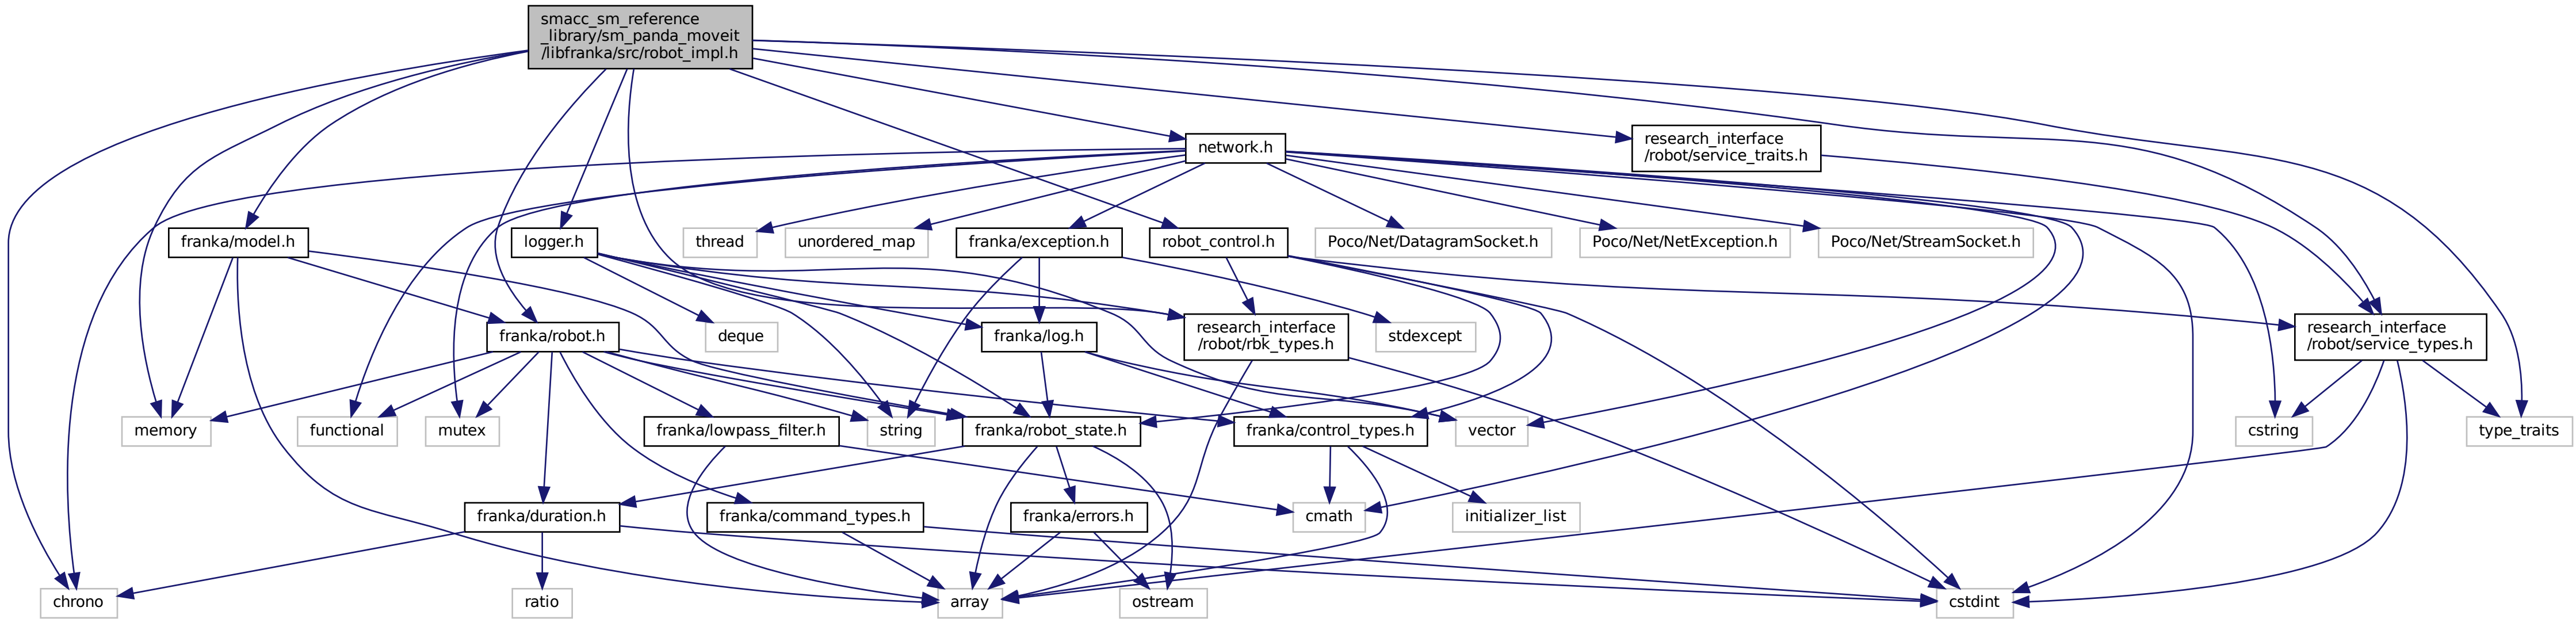 smacc_sm_reference
_library/sm_panda_moveit
/libfranka/src/robot_impl.h
network.h
research_interface
/robot/service_traits.h
franka/model.h
logger.h
thread
unordered_map
franka/exception.h
robot_control.h
Poco/Net/DatagramSocket.h
Poco/Net/NetException.h
Poco/Net/StreamSocket.h
franka/robot.h
deque
franka/log.h
research_interface
/robot/rbk_types.h
stdexcept
research_interface
/robot/service_types.h
memory
functional
mutex
franka/lowpass_filter.h
string
franka/robot_state.h
franka/control_types.h
vector
cstring
type_traits
franka/duration.h
franka/command_types.h
franka/errors.h
cmath
initializer_list
chrono
ratio
array
ostream
cstdint